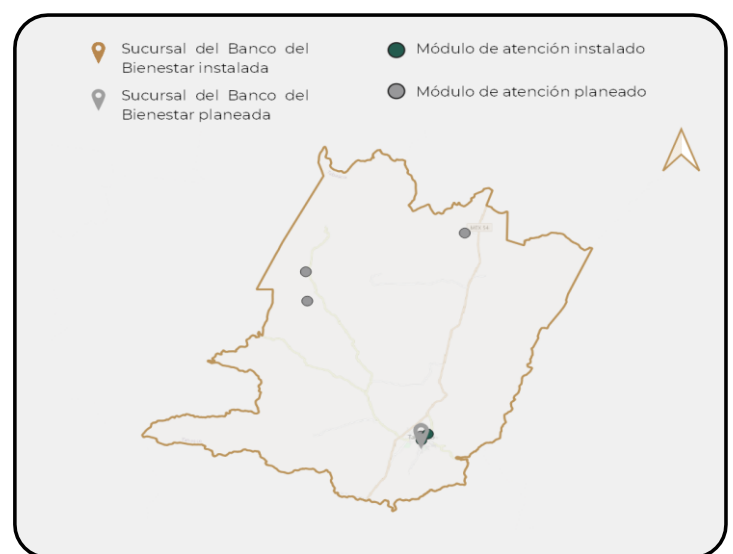 Sucursal del Banco del
Bienestar instalada
Sucursal del Banco del
Bienestar planeada
Módulo de atención instalado
Módulo de atención planeado